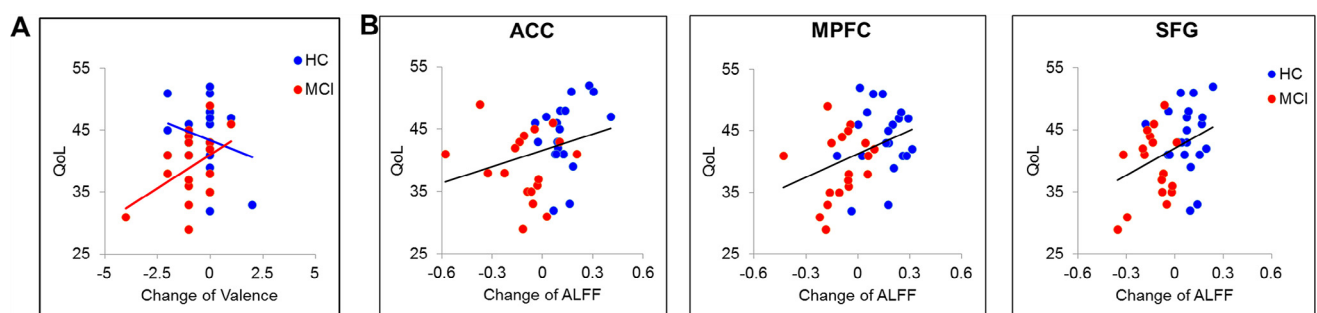 A
HC
MCI
55
45
35
25
QoL
-5 -2.5 0 2.5 5
Change of Valence
B
ACC
55
45
35
25
QoL
-0.6 -0.3 0 0.3 0.6
Change of ALFF
MPFC
55
45
35
25
QoL
-0.6 -0.3 0 0.3 0.6
Change of ALFF
SFG
HC
MCI
55
45
35
25
QoL
-0.6 -0.3 0 0.3 0.6
Change of ALFF